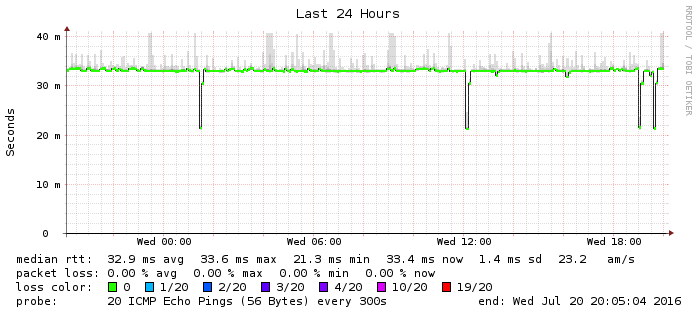 Last 24 Hours
RRDTOOL / TOBI OETIKER
Seconds
40 m
30 m
20 m
10 m
0
Wed 00:00 Wed 06:00 Wed 12:00 Wed 18:00
median rtt: 32.9 ms avg 33.6 ms max 21.3 ms min 33.4 ms now 1.4 ms sd 23.2 am/s
packet loss: 0.00 % avg 0.00 % max 0.00 % min 0.00 % now
loss color: 0 1/20 2/20 3/20 4/20 10/20 19/20
probe: 20 ICMP Echo Pings (56 Bytes) every 300s end: Wed Jul 20 20:05:04 2016